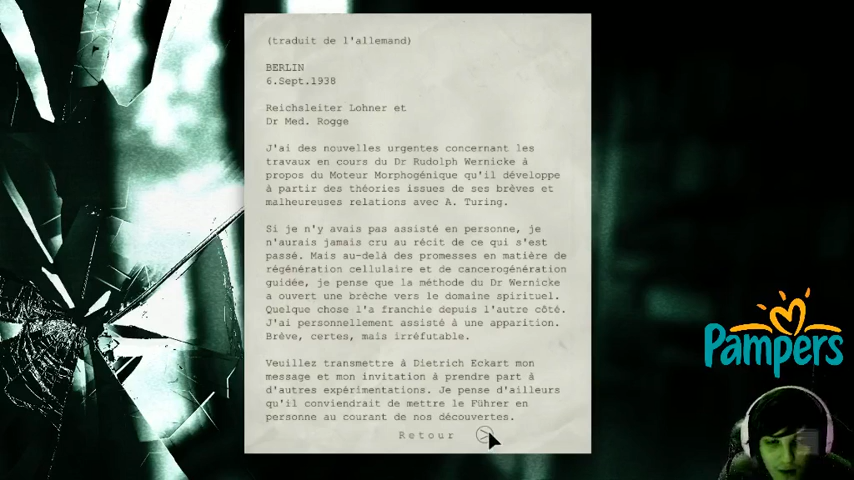 (traduit de l'allemand)
BERLIN
6.Sept.1938
Reichsleiter Lohner et
Dr Med. Rogge
J'ai des nouvelles urgentes concernant les
travaux en cours du Dr Rudolph Wernicke à
propos du Moteur Morphogénique qu'il développe
à partir des théories issues de ses brèves et
malheureuses relations avec A. Turing.
Si je n'y avais pas assisté en personne, je
n'aurais jamais cru au récit de ce qui s'est
passé. Mais au-delà des promesses en matière de
régénération cellulaire et de cancerogénération
guidée, je pense que la méthode du Dr Wernicke
a ouvert une brèche vers le domaine spirituel.
Quelque chose l'a franchie depuis l'autre côté.
J'ai personnellement assisté à une apparition.
Brève, certes, mais irréfutable.
Veuillez transmettre à Dietrich Eckart mon
message et mon invitation à prendre part à
d'autres expérimentations. Je pense d'ailleurs
qu'il conviendrait de mettre le Führer en
personne au courant de nos découvertes.
Retour
Pampers